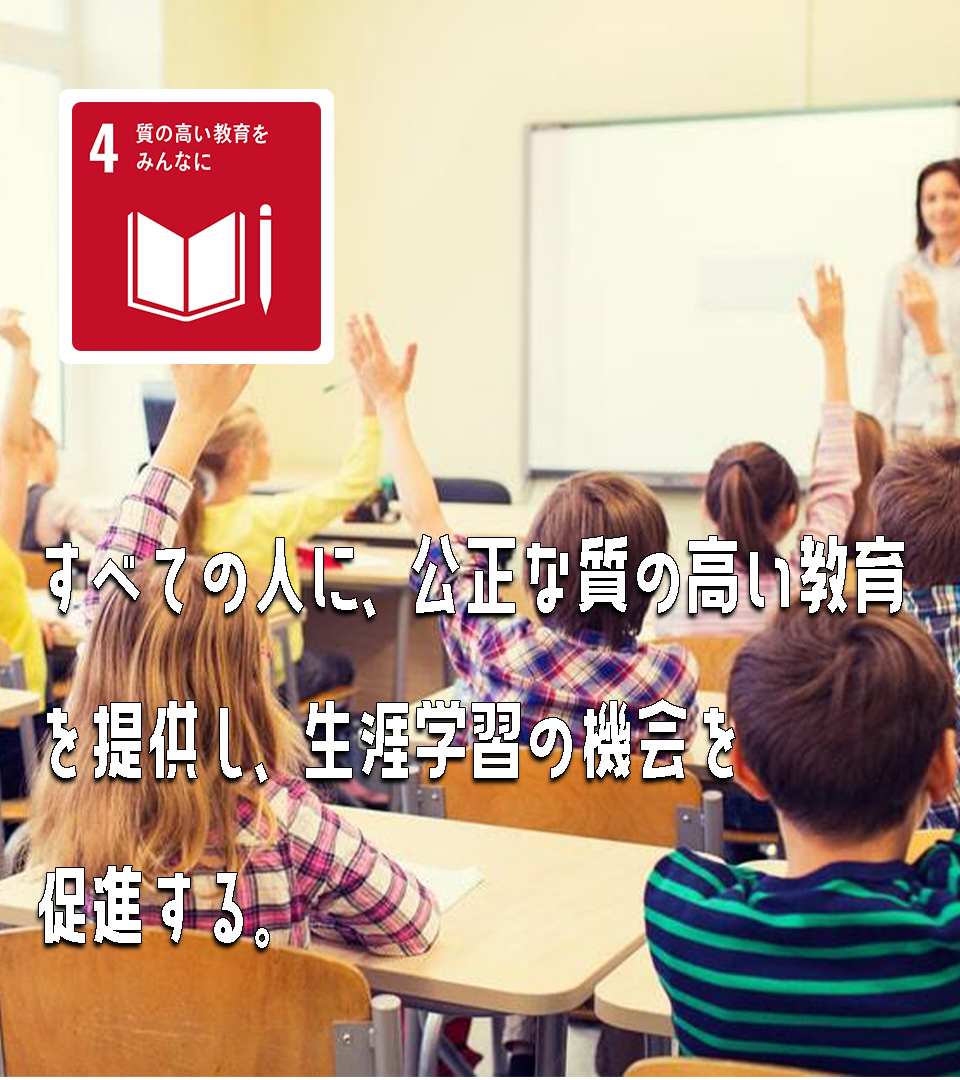 4 質の高い教育を
みんなに
すべての人に、公正な質の高い教育
を提供し、生涯学習の機会を
促進する。